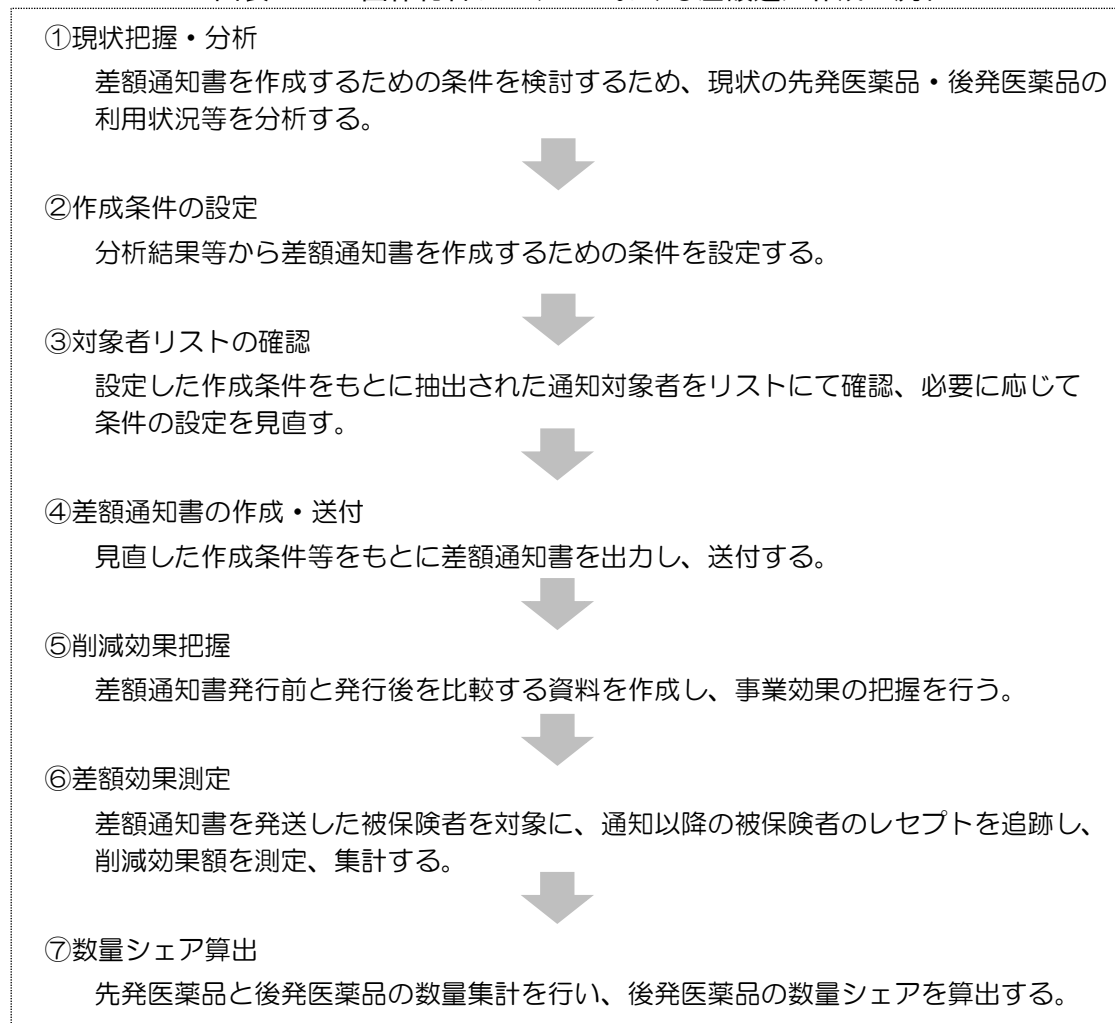 ①現状把握・分析
差額通知書を作成するための条件を検討するため、現状の先発医薬品・後発医薬品の
利用状況等を分析する。
②作成条件の設定
分析結果等から差額通知書を作成するための条件を設定する。
③対象者リストの確認
設定した作成条件をもとに抽出された通知対象者をリストにて確認、必要に応じて
条件の設定を見直す。
④差額通知書の作成・送付
見直した作成条件等をもとに差額通知書を出力し、送付する。
⑤削減効果把握
差額通知書発行前と発行後を比較する資料を作成し、事業効果の把握を行う。
⑥差額効果測定
差額通知書を発送した被保険者を対象に、通知以降の被保険者のレセプトを追跡し、
削減効果額を測定、集計する。
⑦数量シェア算出
先発医薬品と後発医薬品の数量集計を行い、後発医薬品の数量シェアを算出する。